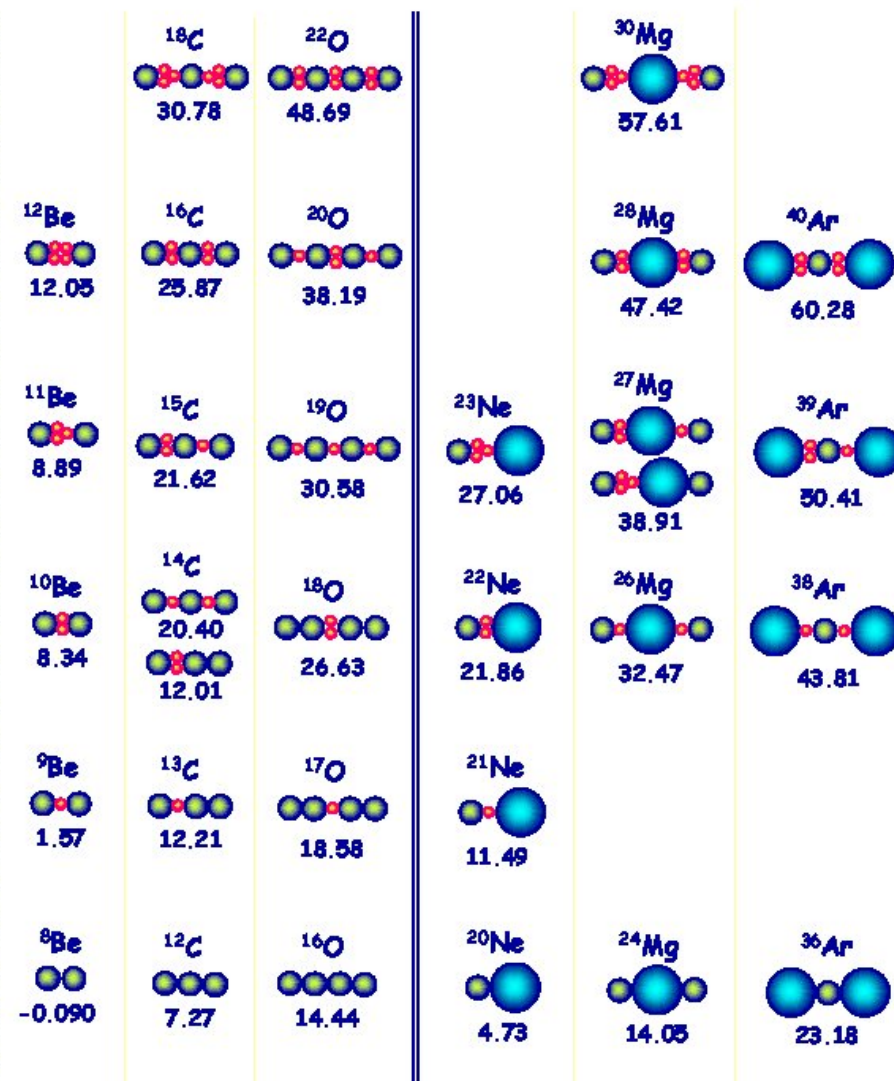 ¹⁸C ²²O ³⁰Mg
30.78 48.69 57.61
¹²Be ¹⁶C ²⁰O ²⁸Mg ⁴⁰Ar
12.05 25.87 38.19 47.42 60.28
¹¹Be ¹⁵C ¹⁹O ²³Ne ²⁷Mg ³⁹Ar
8.89 21.62 30.58 27.06 38.91 50.41
¹⁰Be ¹⁴C ¹⁸O ²²Ne ²⁶Mg ³⁸Ar
8.34 20.40 26.63 21.86 32.47 43.81
12.01
⁹Be ¹³C ¹⁷O ²¹Ne
1.57 12.21 18.58 11.49
⁸Be ¹²C ¹⁶O ²⁰Ne ²⁴Mg ³⁶Ar
-0.090 7.27 14.44 4.73 14.05 23.18